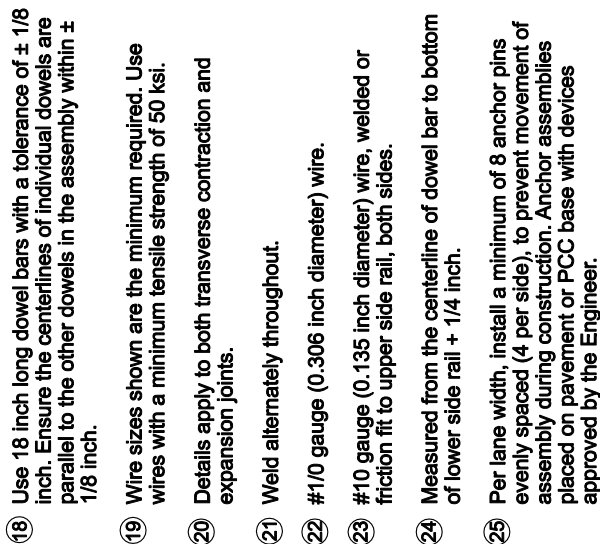 ⑱ Use 18 inch long dowel bars with a tolerance of ± 1/8
inch. Ensure the centerlines of individual dowels are
parallel to the other dowels in the assembly within ±
1/8 inch.
⑲ Wire sizes shown are the minimum required. Use
wires with a minimum tensile strength of 50 ksi.
⑳ Details apply to both transverse contraction and
expansion joints.
㉑ Weld alternately throughout.
㉒ #1/0 gauge (0.306 inch diameter) wire.
㉓ #10 gauge (0.135 inch diameter) wire, welded or
friction fit to upper side rail, both sides.
㉔ Measured from the centerline of dowel bar to bottom
of lower side rail + 1/4 inch.
㉕ Per lane width, install a minimum of 8 anchor pins
evenly spaced (4 per side), to prevent movement of
assembly during construction. Anchor assemblies
placed on pavement or PCC base with devices
approved by the Engineer.